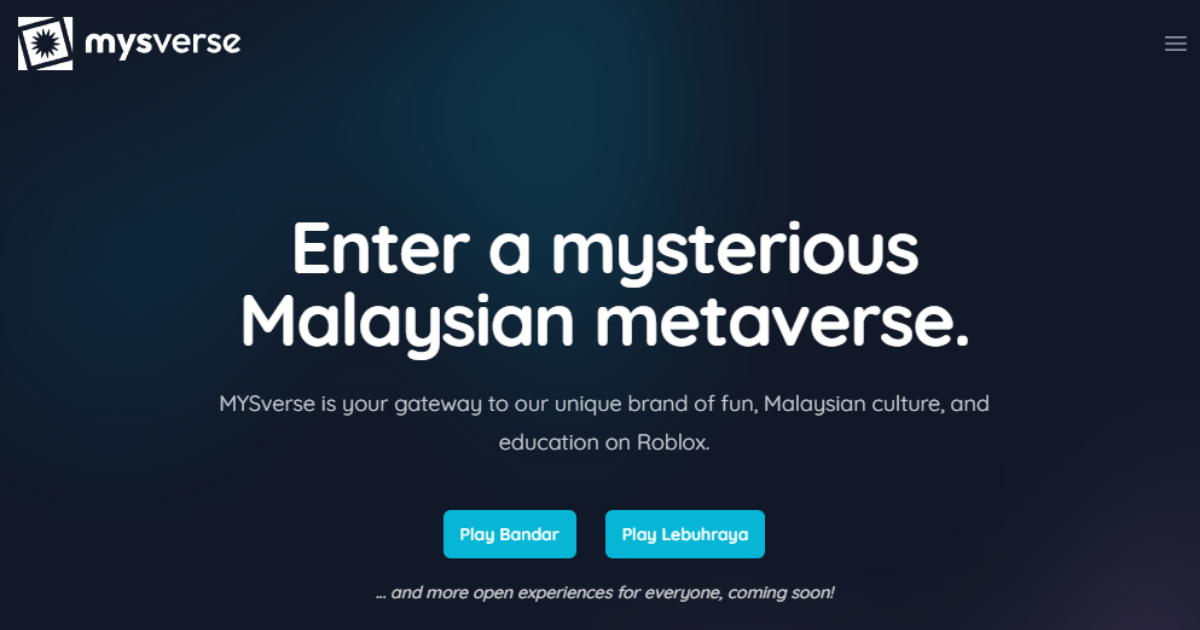 mysverse
Enter a mysterious
Malaysian metaverse.
MYSverse is your gateway to our unique brand of fun, Malaysian culture, and
education on Roblox.
Play Bandar
Play Lebuhraya
... and more open experiences for everyone, coming soon!